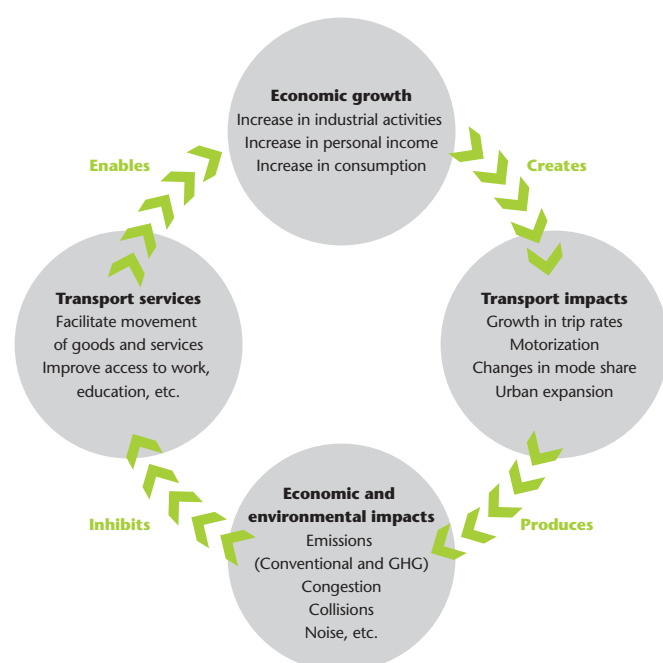 Economic growth
Increase in industrial activities
Increase in personal income
Increase in consumption
Enables
Creates
Transport services
Facilitate movement
of goods and services
Improve access to work,
education, etc.
Transport impacts
Growth in trip rates
Motorization
Changes in mode share
Urban expansion
Economic and
environmental impacts
Emissions
(Conventional and GHG)
Congestion
Collisions
Noise, etc.
Inhibits
Produces